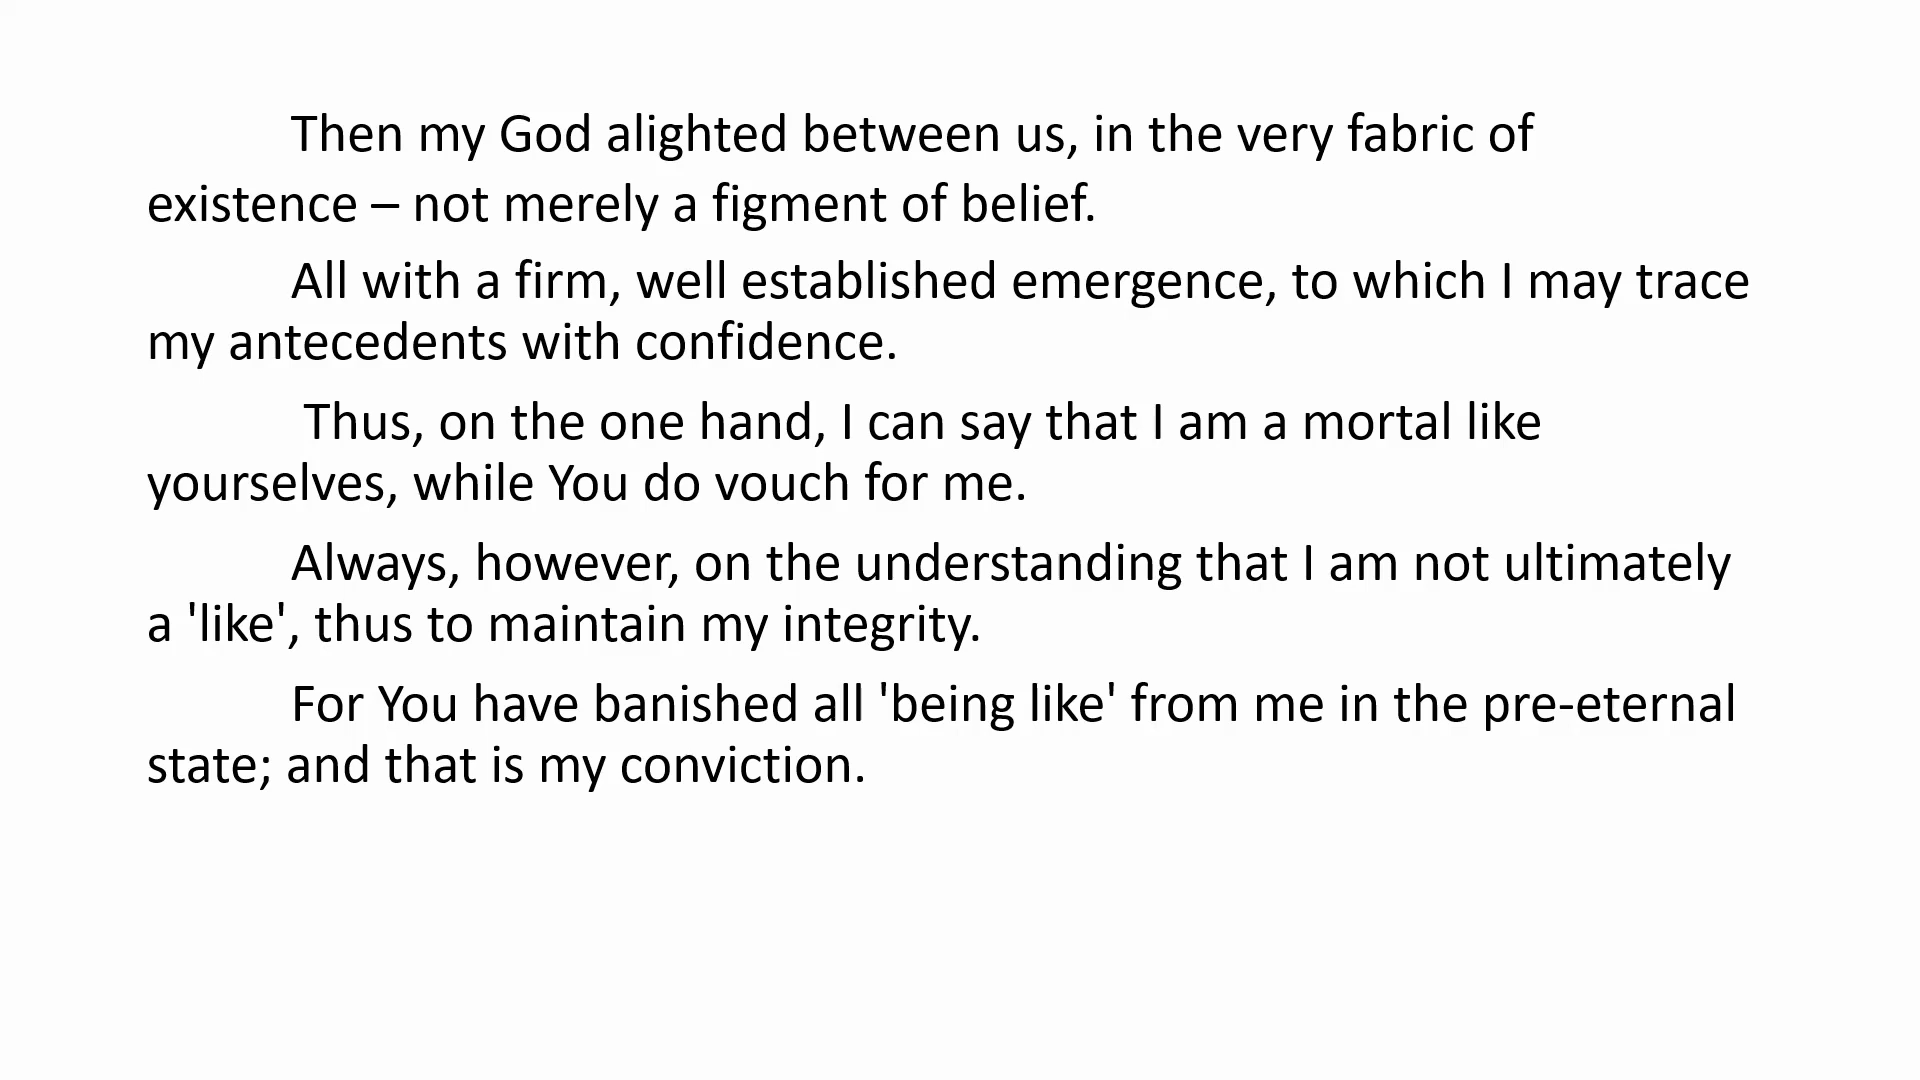 Then my God alighted between us, in the very fabric of
existence – not merely a figment of belief.
All with a firm, well established emergence, to which I may trace
my antecedents with confidence.
Thus, on the one hand, I can say that I am a mortal like
yourselves, while You do vouch for me.
Always, however, on the understanding that I am not ultimately
a 'like', thus to maintain my integrity.
For You have banished all 'being like' from me in the pre-eternal
state; and that is my conviction.